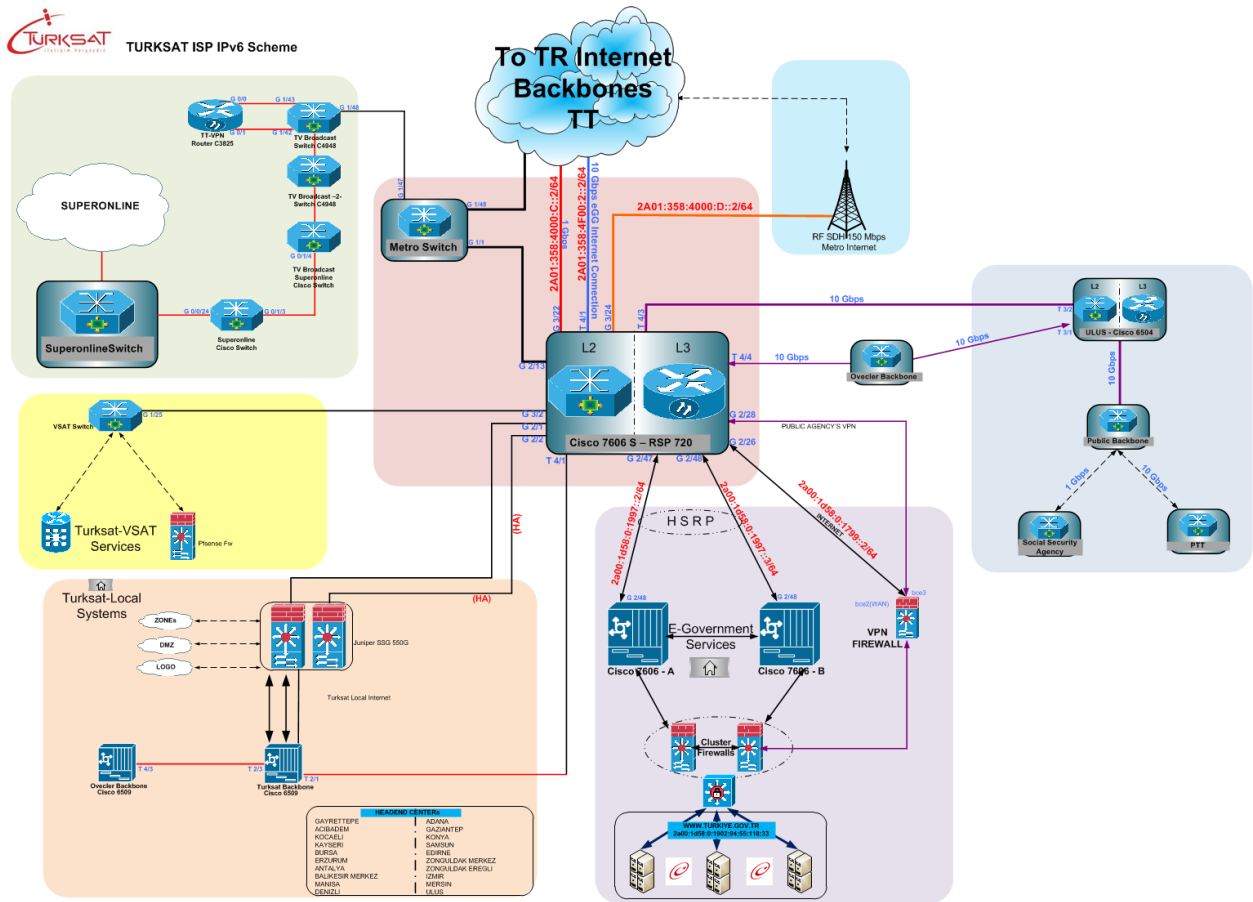 TURKSAT
iletişim herşeydir
TURKSAT ISP IPv6 Scheme
To TR Internet
Backbones
TT
G 0/0
G 1/43
G 1/48
G 0/1
G 1/42
TT-VPN
Router C3825
TV Broadcast
Switch C4948
TV Broadcast –2-
Switch C4948
G 0/1/4
TV Broadcast
Superonline
Cisco Switch
SUPERONLINE
SuperonlineSwitch
G 0/0/24
G 0/1/3
Superonline
Cisco Switch
G 1/47
G 1/48
G 1/1
Metro Switch
2A01:358:4000:C::2/64
1 Gbps
2A01:358:4F00:2::2/64
10 Gbps eGG Internet Connection
2A01:358:4000:D::2/64
RF SDH 150 Mbps
Metro Internet
G 3/22
T 4/1
G 3/24
T 4/3
L2
L3
G 2/13
T 4/4
G 3/2
G 2/1
G 2/2
T 4/1
G 2/28
G 2/26
G 2/47
G 2/48
Cisco 7606 S – RSP 720
10 Gbps
10 Gbps
10 Gbps
Ovecler Backbone
L2
L3
T 3/2
T 3/1
ULUS - Cisco 6504
10 Gbps
Public Backbone
1 Gbps
10 Gbps
Social Security
Agency
PTT
VSAT Switch
G 1/25
Turksat-VSAT
Services
Pfsense Fw
PUBLIC AGENCY'S VPN
2a00:1d58:0:1997::2/64
2a00:1d58:0:1997::3/64
2a00:1d58:0:1799::2/64
INTERNET
HSRP
(HA)
(HA)
Turksat-Local
Systems
ZONEs
DMZ
LOGO
Juniper SSG 550G
Turksat Local Internet
Ovecler Backbone
Cisco 6509
T 4/3
T 2/3
T 2/1
Turksat Backbone
Cisco 6509
G 2/48
G 2/48
E-Government
Services
Cisco 7606 - A
Cisco 7606 - B
bce2(WAN)
bce3
VPN
FIREWALL
Cluster
Firewalls
WWW.TURKIYE.GOV.TR
2a00:1d58:0:1902:94:55:118:33
HEADEND CENTERs
GAYRETTEPE
ADANA
ACIBADEM
GAZIANTEP
KOCAELI
KONYA
KAYSERI
SAMSUN
BURSA
EDIRNE
ERZURUM
ZONGULDAK MERKEZ
ANTALYA
ZONGULDAK EREGLI
BALIKESIR MERKEZ
IZMIR
MANISA
MERSIN
DENIZLI
ULUS